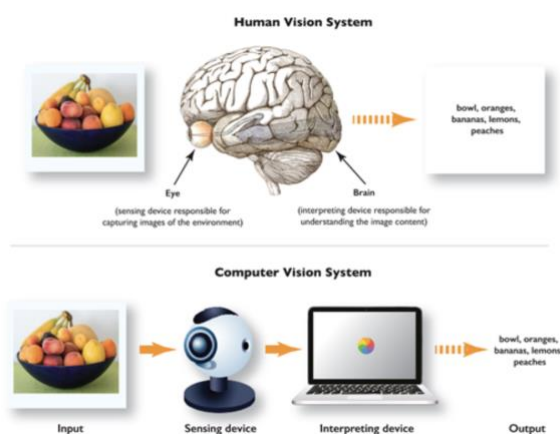 Human Vision System
bowl, oranges,
bananas, lemons,
peaches
Eye
(sensing device responsible for
capturing images of the environment)
Brain
(interpreting device responsible for
understanding the image content)
Computer Vision System
bowl, oranges,
bananas, lemons
peaches
Input
Sensing device
Interpreting device
Output